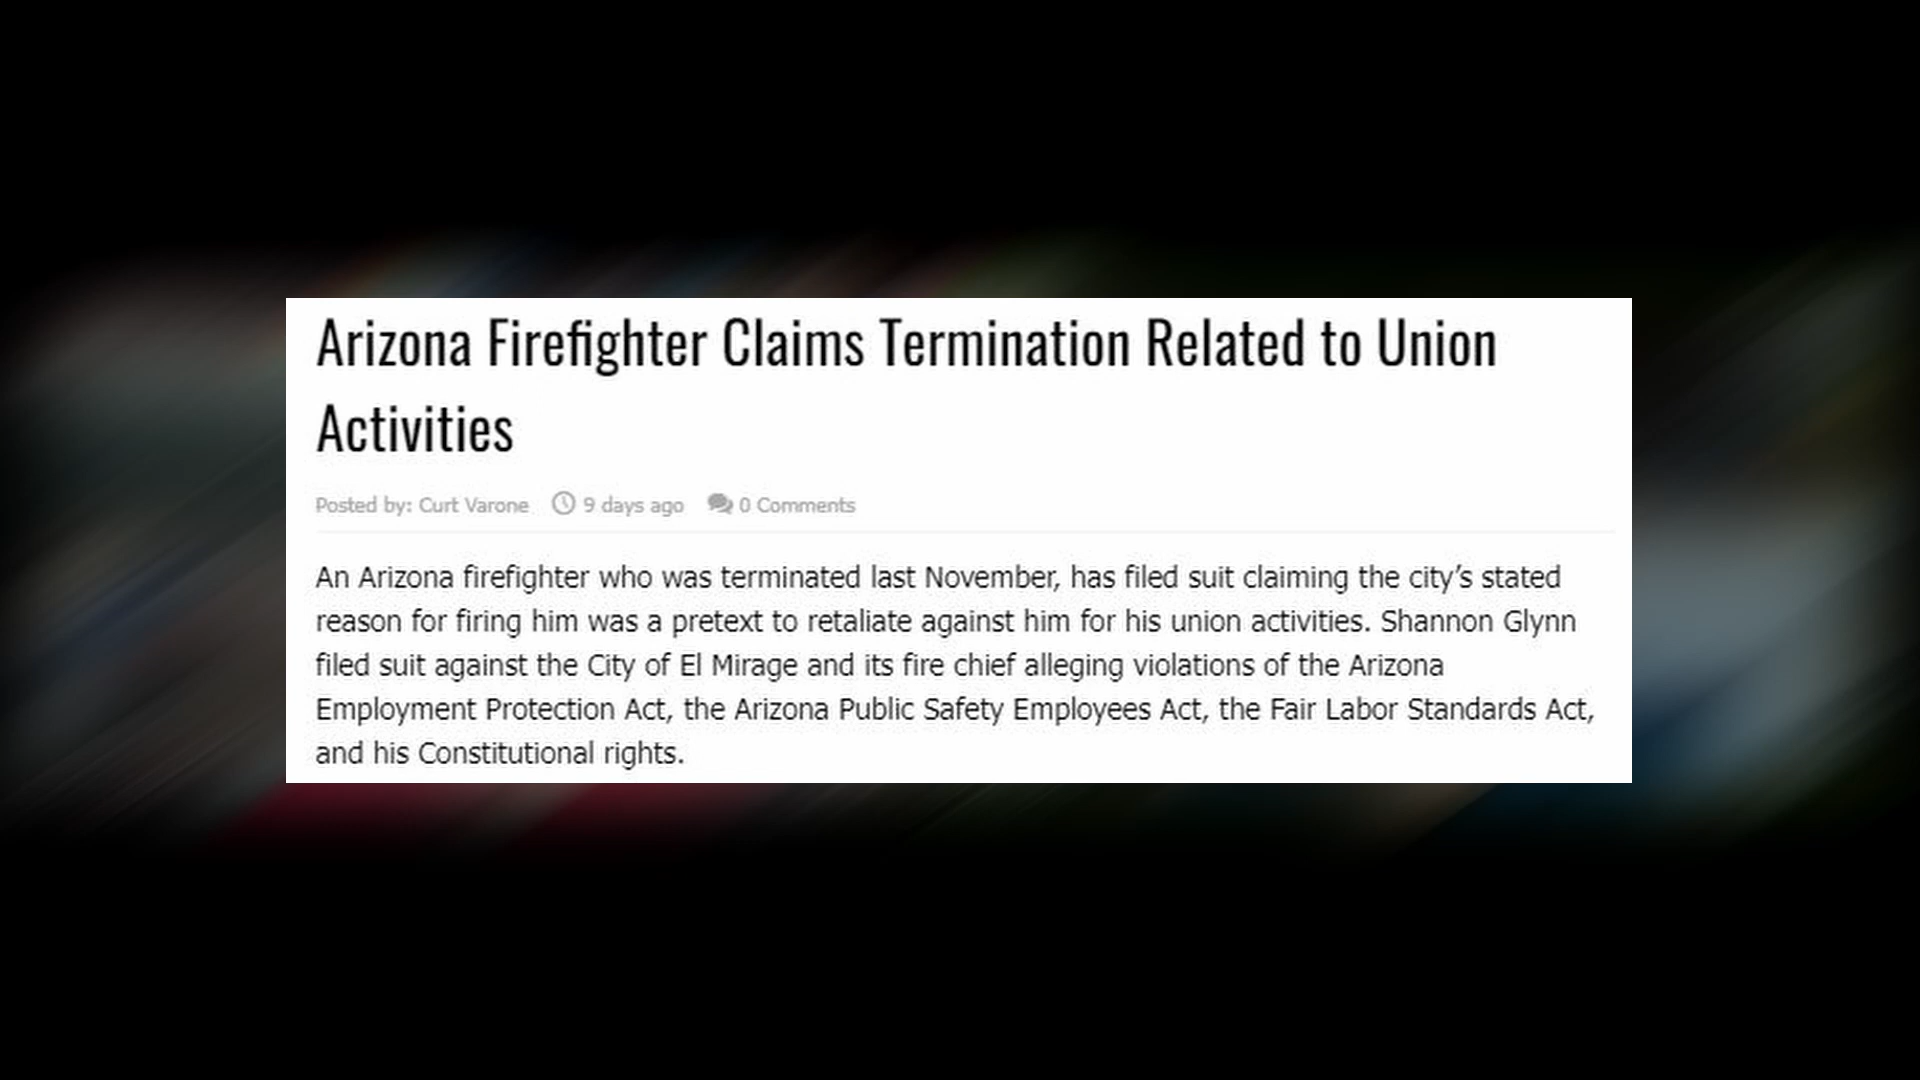 Arizona Firefighter Claims Termination Related to Union
Activities
Posted by: Curt Varone 9 days ago 0 Comments
An Arizona firefighter who was terminated last November, has filed suit claiming the city’s stated
reason for firing him was a pretext to retaliate against him for his union activities. Shannon Glynn
filed suit against the City of El Mirage and its fire chief alleging violations of the Arizona
Employment Protection Act, the Arizona Public Safety Employees Act, the Fair Labor Standards Act,
and his Constitutional rights.